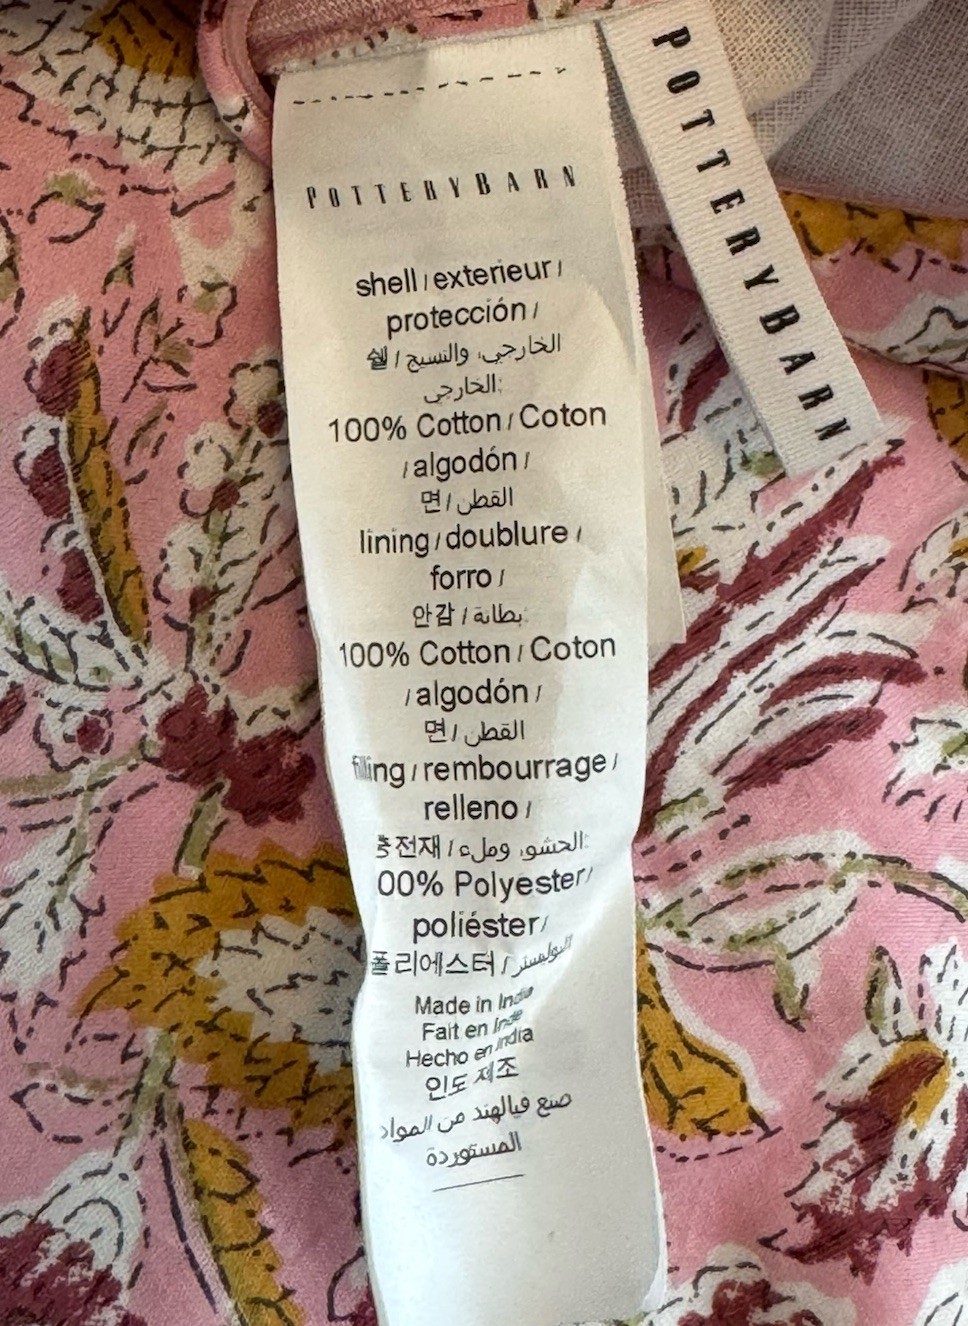 POTTERYBARN
shell / exterieur /
protección /
쉘 / الخارجي، والنسيج
الخارجي:
100% Cotton / Coton
/ algodón /
면 / القطن
lining / doublure /
forro /
안감 / بطانة:
100% Cotton / Coton
/ algodón /
면 / القطن
filling / rembourrage /
relleno /
충전재 / الحشو، وملء:
00% Polyester/
poliéster/
폴리에스터 / البوليستر
Made in India
Fait en Inde
Hecho en India
인도 제조
صنع فيالهند من المواد
المستوردة
POTTERYBARN